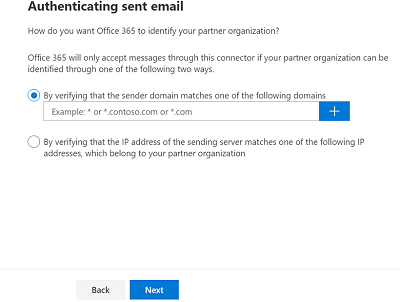 Authenticating sent email
How do you want Office 365 to identify your partner organization?
Office 365 will only accept messages through this connector if your partner organization can be
identified through one of the following two ways.
By verifying that the sender domain matches one of the following domains
Example: * or *.contoso.com or *.com
+
By verifying that the IP address of the sending server matches one of the following IP
addresses, which belong to your partner organization
Back
Next